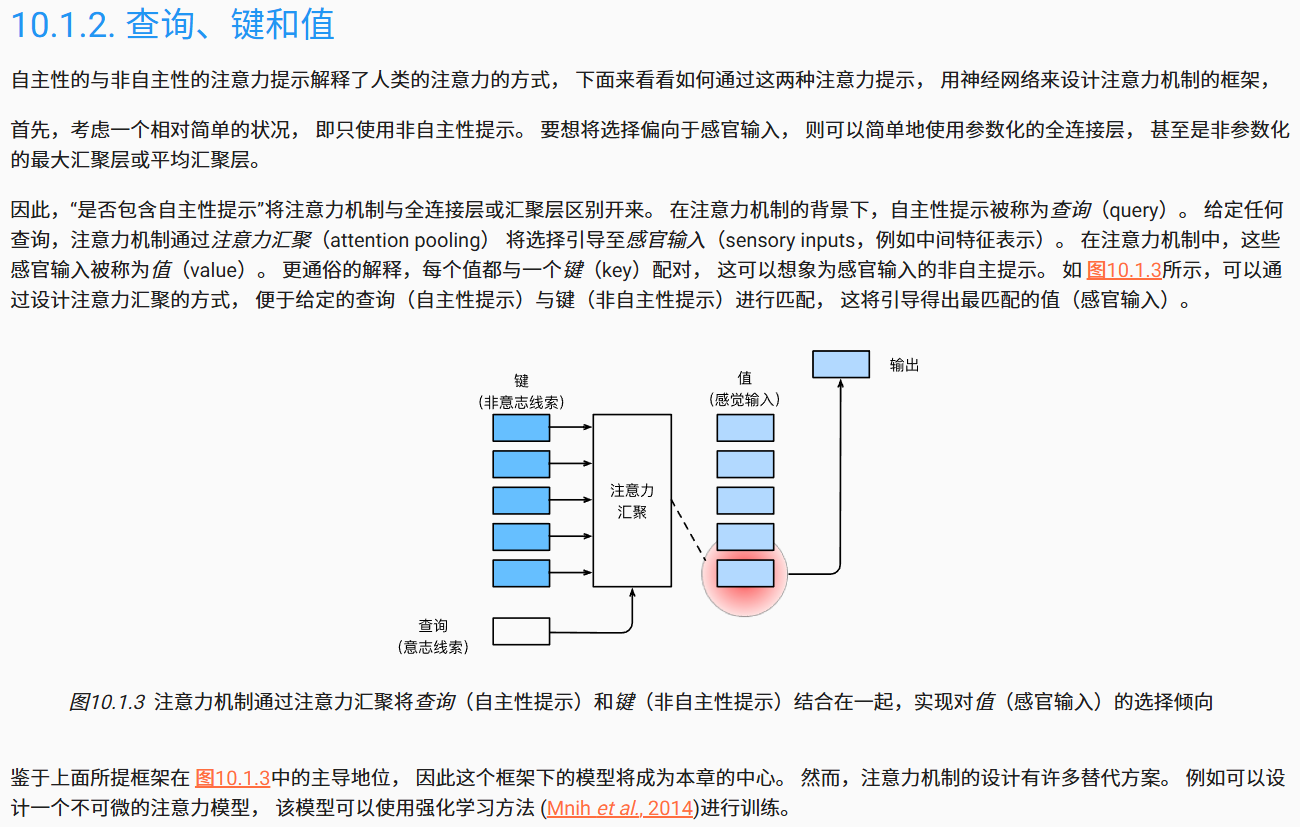 10.1.2. 查询、键和值
自主性的与非自主性的注意力提示解释了人类的注意力的方式， 下面来看看如何通过这两种注意力提示， 用神经网络来设计注意力机制的框架，
首先，考虑一个相对简单的状况， 即只使用非自主性提示。 要想将选择偏向于感官输入， 则可以简单地使用参数化的全连接层， 甚至是非参数化
的最大汇聚层或平均汇聚层。
因此，“是否包含自主性提示”将注意力机制与全连接层或汇聚层区别开来。 在注意力机制的背景下，自主性提示被称为查询（query）。 给定任何
查询，注意力机制通过注意力汇聚（attention pooling） 将选择引导至感官输入（sensory inputs，例如中间特征表示）。 在注意力机制中，这些
感官输入被称为值（value）。 更通俗的解释，每个值都与一个键（key）配对， 这可以想象为感官输入的非自主提示。 如 图10.1.3所示，可以通
过设计注意力汇聚的方式， 便于给定的查询（自主性提示）与键（非自主性提示）进行匹配， 这将引导得出最匹配的值（感官输入）。
键
（非意志线索）
值
（感觉输入）
输出
注意力
汇聚
查询
（意志线索）
图10.1.3 注意力机制通过注意力汇聚将查询（自主性提示）和键（非自主性提示）结合在一起，实现对值（感官输入）的选择倾向
鉴于上面所提框架在 图10.1.3中的主导地位， 因此这个框架下的模型将成为本章的中心。 然而，注意力机制的设计有许多替代方案。 例如可以设
计一个不可微的注意力模型， 该模型可以使用强化学习方法 (Mnih et al., 2014)进行训练。